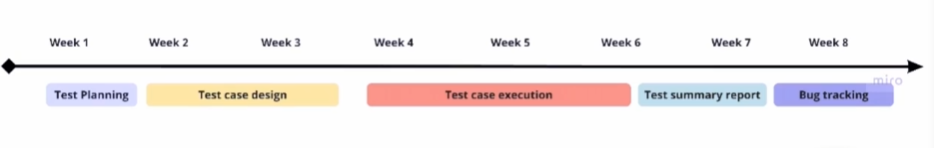 Week 1 Week 2 Week 3 Week 4 Week 5 Week 6 Week 7 Week 8
miro
Test Planning Test case design Test case execution Test summary report Bug tracking